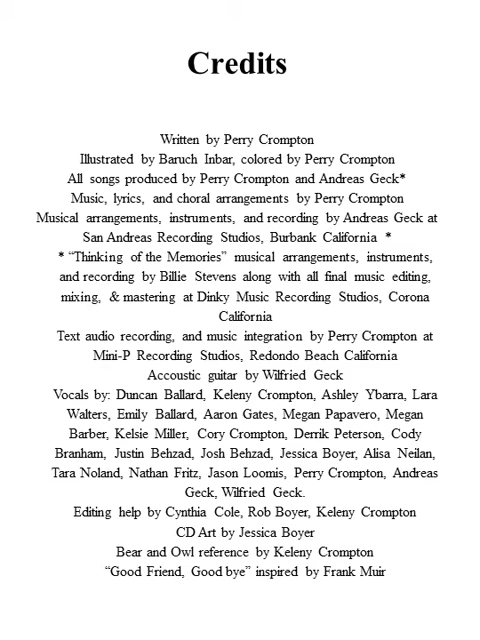 Credits
Written by Perry Crompton
Illustrated by Baruch Inbar, colored by Perry Crompton
All songs produced by Perry Crompton and Andreas Geck*
Music, lyrics, and choral arrangements by Perry Crompton
Musical arrangements, instruments, and recording by Andreas Geck at
San Andreas Recording Studios, Burbank California *
* “Thinking of the Memories” musical arrangements, instruments,
and recording by Billie Stevens along with all final music editing,
mixing, & mastering at Dinky Music Recording Studios, Corona
California
Text audio recording, and music integration by Perry Crompton at
Mini-P Recording Studios, Redondo Beach California
Accoustic guitar by Wilfried Geck
Vocals by: Duncan Ballard, Keleny Crompton, Ashley Ybarra, Lara
Walters, Emily Ballard, Aaron Gates, Megan Papavero, Megan
Barber, Kelsie Miller, Cory Crompton, Derrik Peterson, Cody
Branham, Justin Behzad, Josh Behzad, Jessica Boyer, Alisa Neilan,
Tara Noland, Nathan Fritz, Jason Loomis, Perry Crompton, Andreas
Geck, Wilfried Geck.
Editing help by Cynthia Cole, Rob Boyer, Keleny Crompton
CD Art by Jessica Boyer
Bear and Owl reference by Keleny Crompton
“Good Friend, Good bye” inspired by Frank Muir